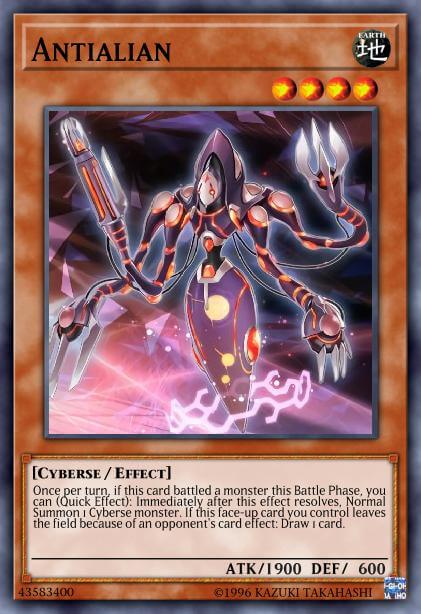 ANTIALIAN
EARTH
地
[CYBERSE / EFFECT]
Once per turn, if this card battled a monster this Battle Phase, you
can (Quick Effect): Immediately after this effect resolves, Normal
Summon 1 Cyberse monster. If this face-up card you control leaves
the field because of an opponent's card effect: Draw 1 card.
ATK/1900 DEF/ 600
43583400
©1996 KAZUKI TAKAHASHI